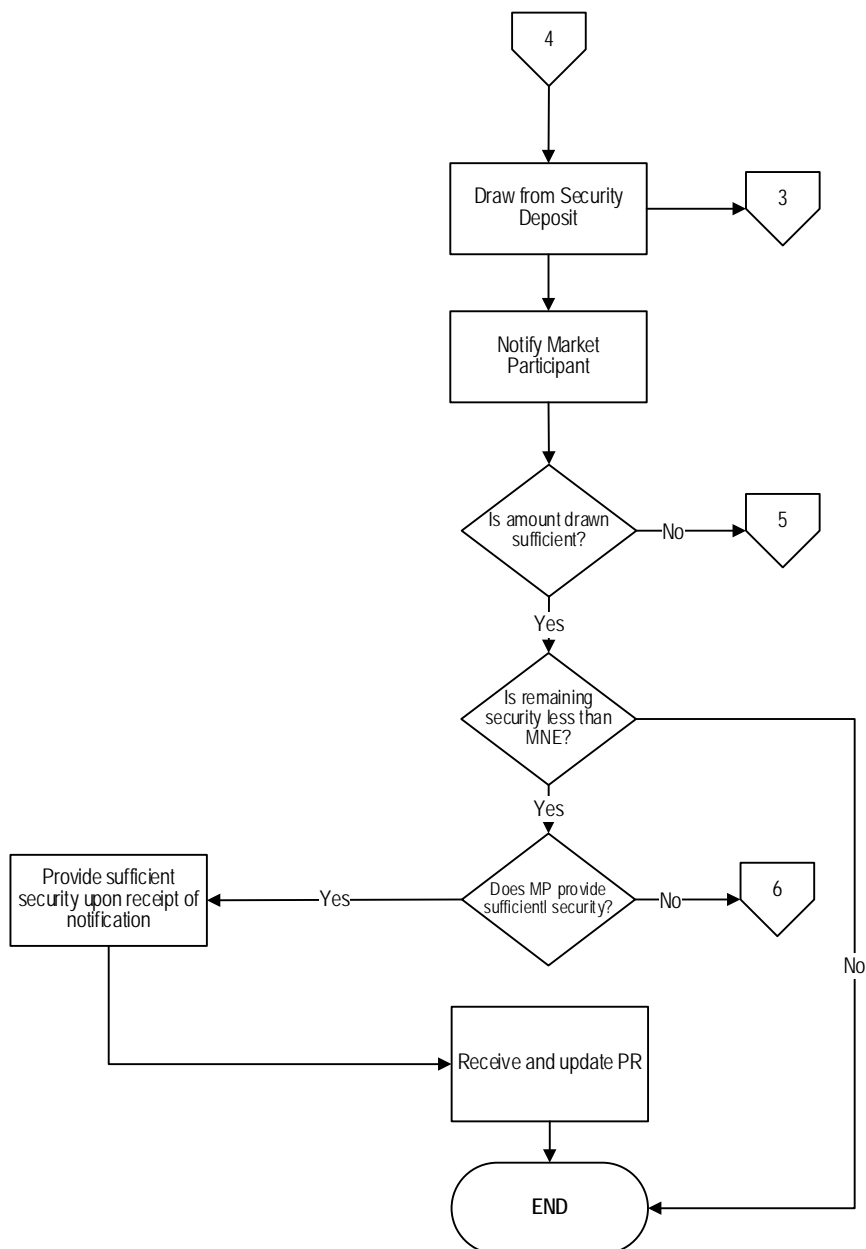 4
Draw from Security
Deposit
3
Notify Market
Participant
Is amount drawn
sufficient?
No
5
Yes
Is remaining
security less than
MNE?
Yes
Provide sufficient
security upon receipt of
notification
Yes
Does MP provide
sufficientl security?
No
6
No
Receive and update PR
END